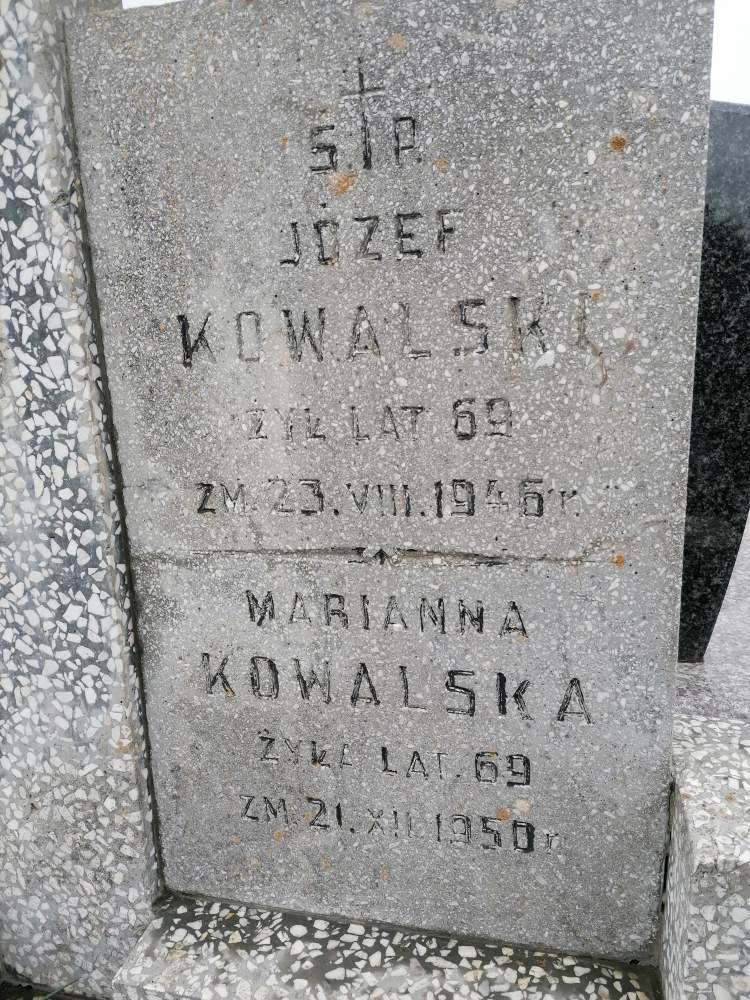 Ś.P.
JÓZEF
KOWALSKI
ŻYŁ LAT 69
ZM. 23.VIII.1946 r.
MARIANNA
KOWALSKA
ŻYŁA LAT. 69
ZM. 21.XII.1950 r.